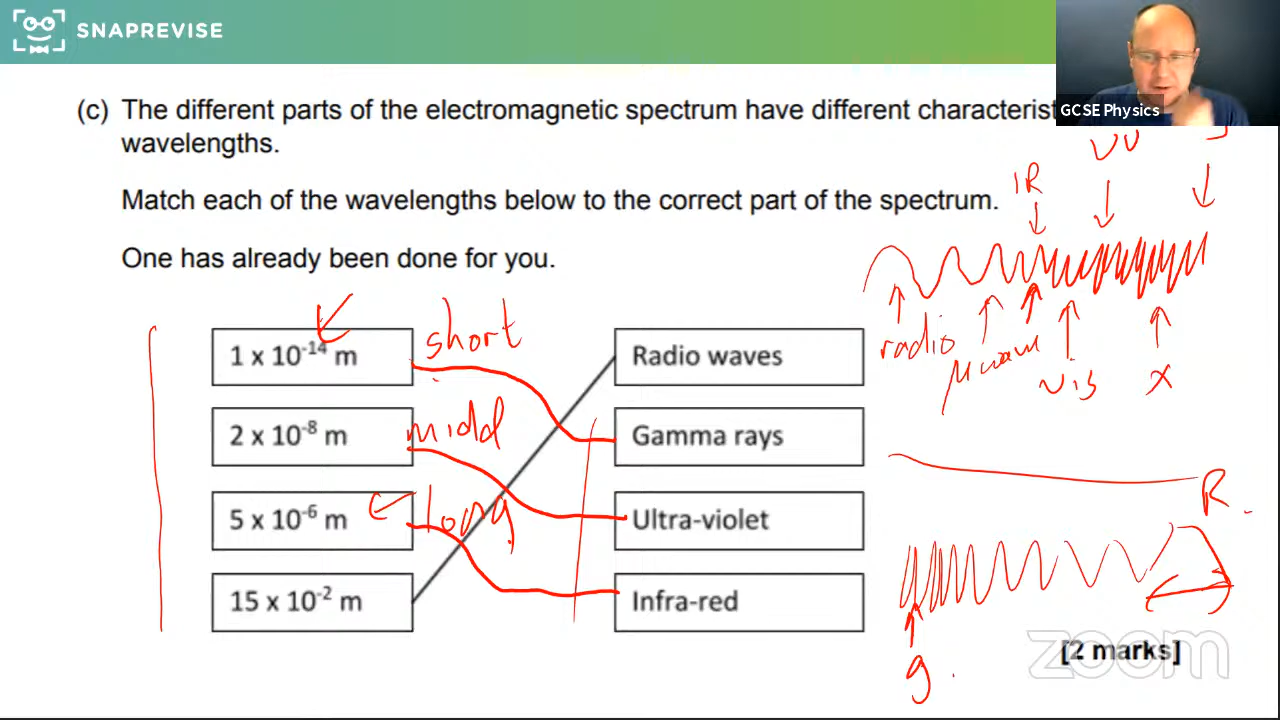 SNAPREVISE
GCSE Physics
(c) The different parts of the electromagnetic spectrum have different characterist
wavelengths.
Match each of the wavelengths below to the correct part of the spectrum.
One has already been done for you.
1 x 10⁻¹⁴ m
short
Radio waves
2 x 10⁻⁸ m
midd
Gamma rays
5 x 10⁻⁶ m
long
Ultra-violet
15 x 10⁻² m
Infra-red
[2 marks]
zoom
IR
UV
radio
μwave
vis
X
R
g